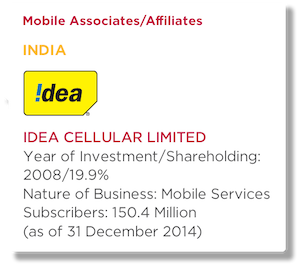 Mobile Associates/Affiliates
INDIA
!dea
IDEA CELLULAR LIMITED
Year of Investment/Shareholding:
2008/19.9%
Nature of Business: Mobile Services
Subscribers: 150.4 Million
(as of 31 December 2014)